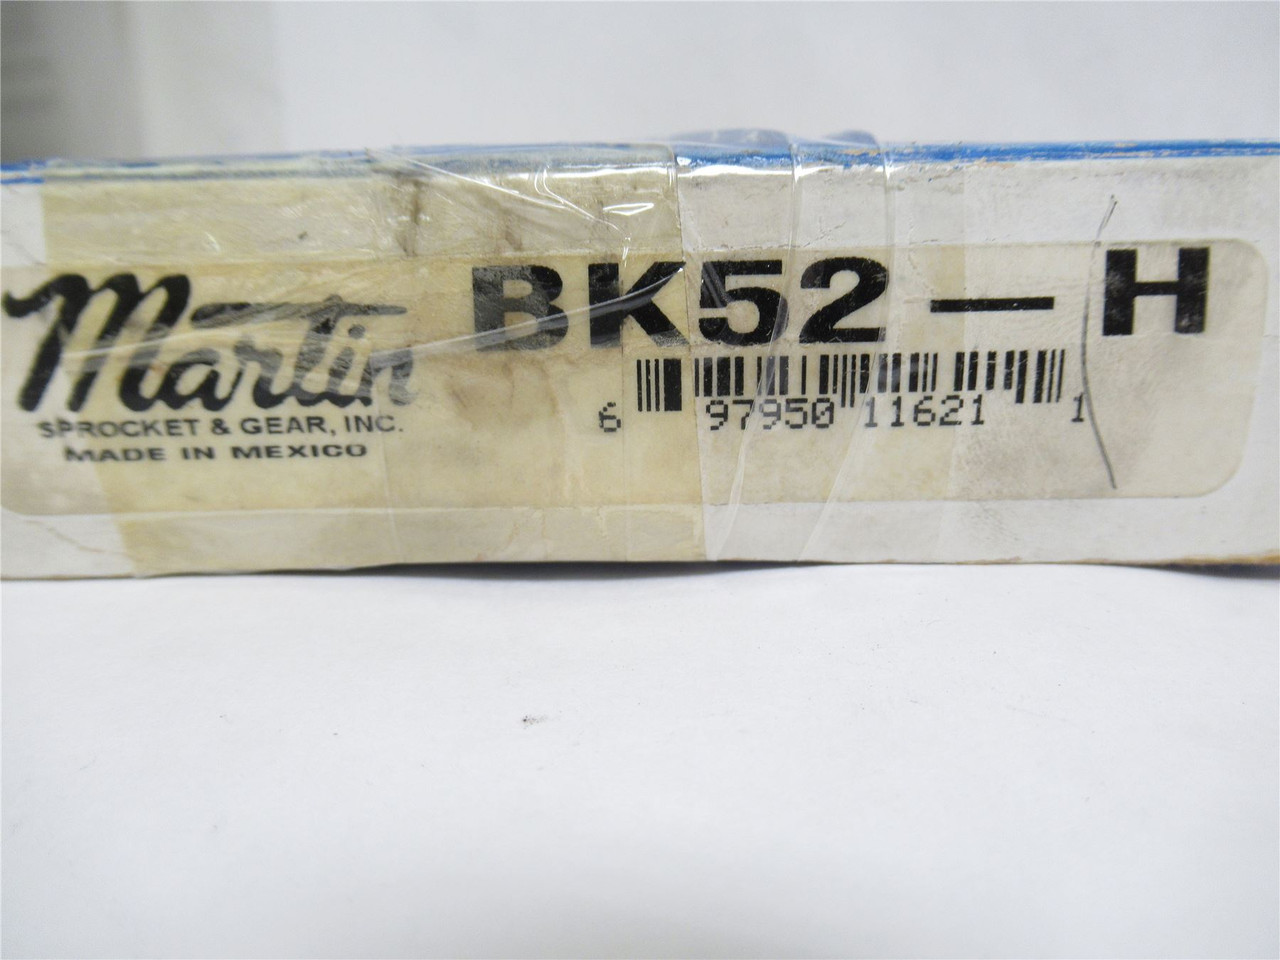 Martin
SPROCKET & GEAR, INC.
MADE IN MEXICO
BK52 — H
6 97950 11621 1